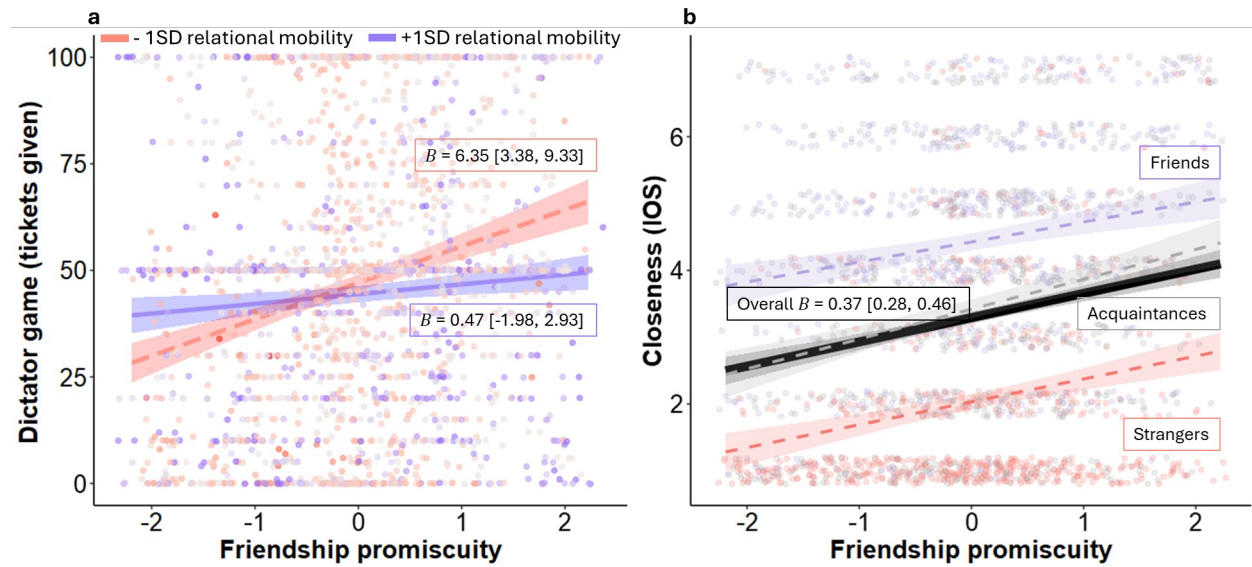 a
- 1SD relational mobility
+1SD relational mobility
Dictator game (tickets given)
100
75
50
25
0
B = 6.35 [3.38, 9.33]
B = 0.47 [-1.98, 2.93]
-2 -1 0 1 2
Friendship promiscuity
b
Closeness (IOS)
6
4
2
Friends
Overall B = 0.37 [0.28, 0.46]
Acquaintances
Strangers
-2 -1 0 1 2
Friendship promiscuity